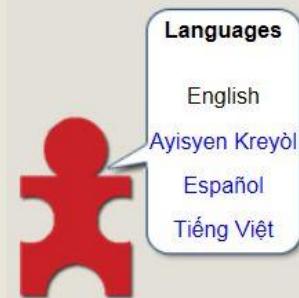 Languages
English
Ayisyen Kreyòl
Español
Tiếng Việt